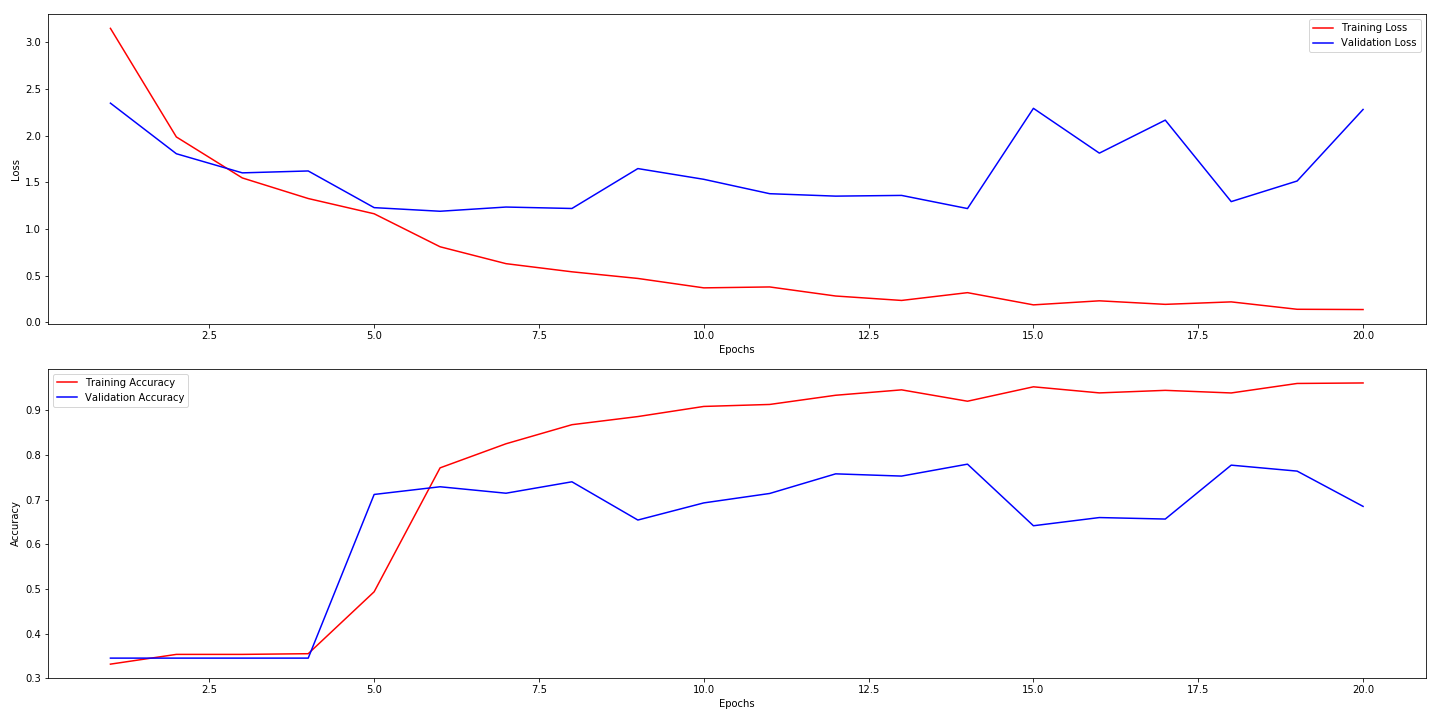 3.0
2.5
2.0
1.5
1.0
0.5
0.0
Loss
Training Loss
Validation Loss
2.5 5.0 7.5 10.0 12.5 15.0 17.5 20.0
Epochs
0.9
0.8
0.7
0.6
0.5
0.4
0.3
Accuracy
Training Accuracy
Validation Accuracy
2.5 5.0 7.5 10.0 12.5 15.0 17.5 20.0
Epochs